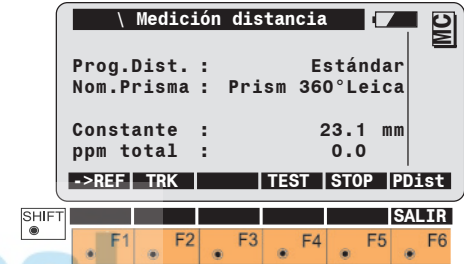 \ Medición distancia
MC
Prog.Dist. : Estándar
Nom.Prisma : Prism 360°Leica
Constante : 23.1 mm
ppm total : 0.0
->REF TRK TEST STOP PDist
SHIFT SALIR
F1 F2 F3 F4 F5 F6